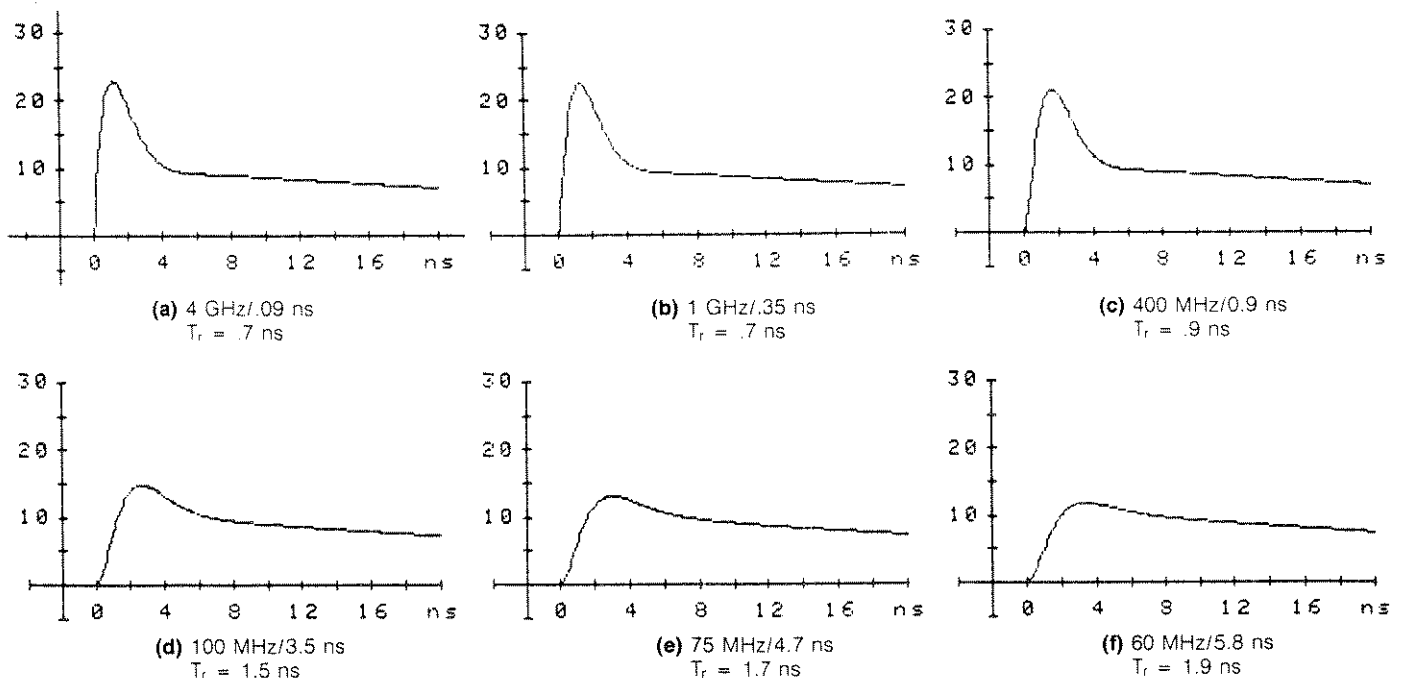 30
20
10
0 4 8 12 16 ns
(a) 4 GHz/.09 ns
Tr = .7 ns
30
20
10
0 4 8 12 16 ns
(b) 1 GHz/.35 ns
Tr = .7 ns
30
20
10
0 4 8 12 16 ns
(c) 400 MHz/0.9 ns
Tr = .9 ns
30
20
10
0 4 8 12 16 ns
(d) 100 MHz/3.5 ns
Tr = 1.5 ns
30
20
10
0 4 8 12 16 ns
(e) 75 MHz/4.7 ns
Tr = 1.7 ns
30
20
10
0 4 8 12 16 ns
(f) 60 MHz/5.8 ns
Tr = 1.9 ns